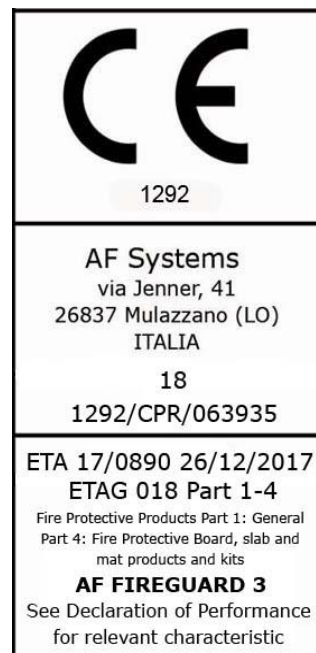 CE
1292
AF Systems
via Jenner, 41
26837 Mulazzano (LO)
ITALIA
18
1292/CPR/063935
ETA 17/0890 26/12/2017
ETAG 018 Part 1-4
Fire Protective Products Part 1: General
Part 4: Fire Protective Board, slab and
mat products and kits
AF FIREGUARD 3
See Declaration of Performance
for relevant characteristic